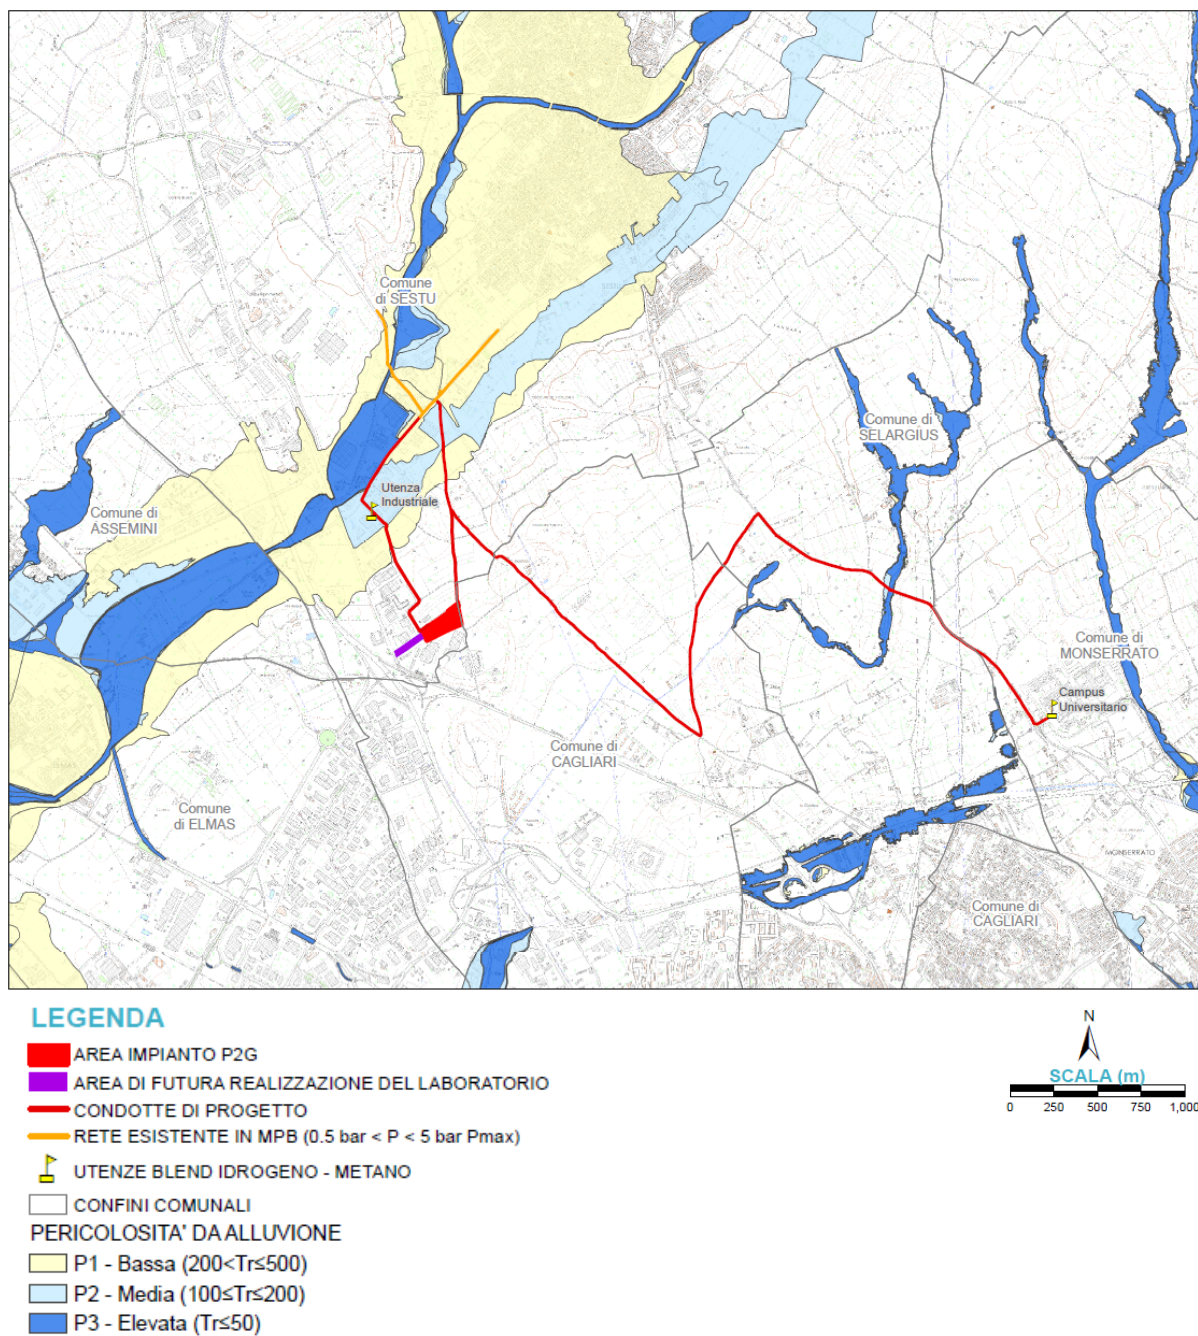 Comune
di SESTU
Comune di
SELARGIUS
Utenza
Industriale
Comune di
ASSEMINI
Comune di
MONSERRATO
Campus
Universitario
Comune di
CAGLIARI
Comune
di ELMAS
MONSERRATO
Comune di
CAGLIARI
LEGENDA
AREA IMPIANTO P2G
AREA DI FUTURA REALIZZAZIONE DEL LABORATORIO
CONDOTTE DI PROGETTO
RETE ESISTENTE IN MPB (0.5 bar < P < 5 bar Pmax)
UTENZE BLEND IDROGENO - METANO
CONFINI COMUNALI
PERICOLOSITA' DA ALLUVIONE
P1 - Bassa (200<Tr≤500)
P2 - Media (100≤Tr≤200)
P3 - Elevata (Tr≤50)
N
SCALA (m)
0 250 500 750 1,000